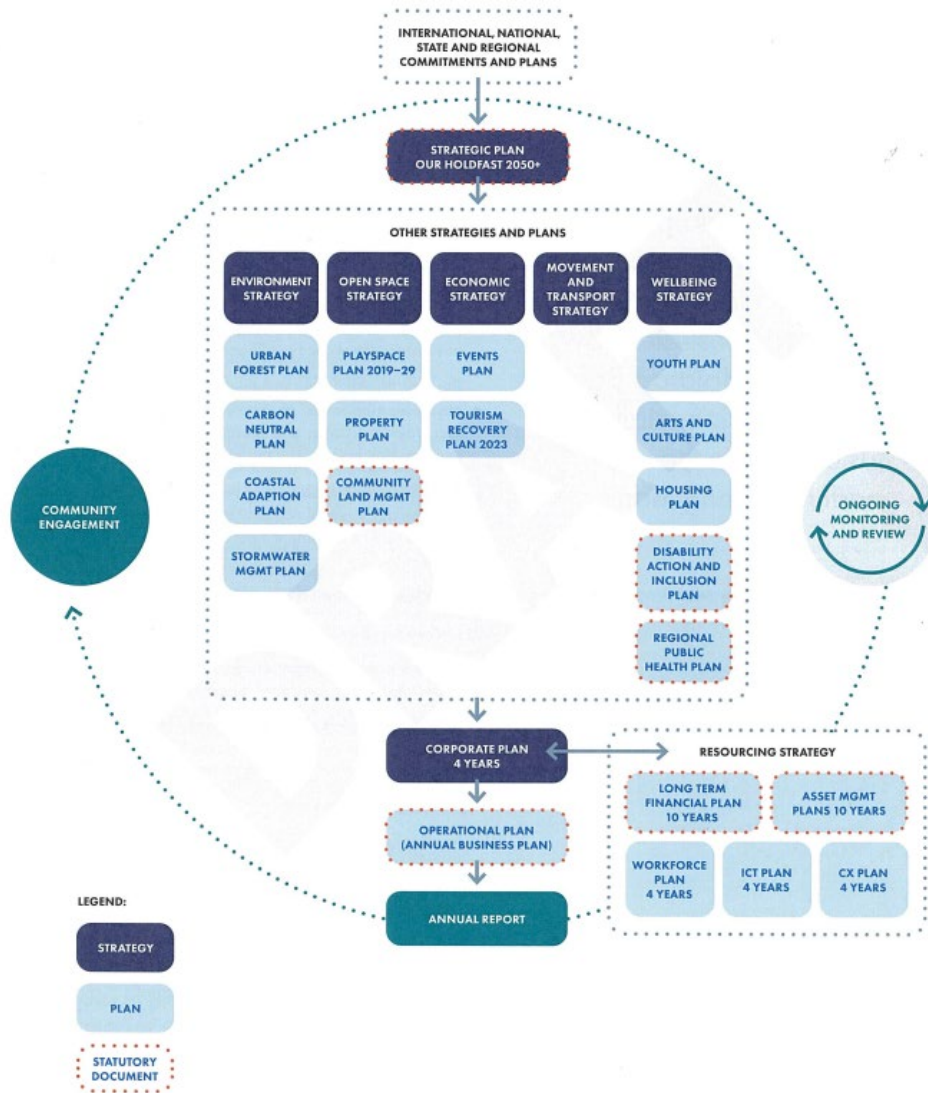 INTERNATIONAL, NATIONAL,
STATE AND REGIONAL
COMMITMENTS AND PLANS
STRATEGIC PLAN
OUR HOLDFAST 2050+
OTHER STRATEGIES AND PLANS
ENVIRONMENT
STRATEGY
OPEN SPACE
STRATEGY
ECONOMIC
STRATEGY
MOVEMENT
AND
TRANSPORT
STRATEGY
WELLBEING
STRATEGY
URBAN
FOREST PLAN
PLAYSPACE
PLAN 2019–29
EVENTS
PLAN
YOUTH PLAN
CARBON
NEUTRAL
PLAN
PROPERTY
PLAN
TOURISM
RECOVERY
PLAN 2023
ARTS AND
CULTURE PLAN
COASTAL
ADAPTION
PLAN
COMMUNITY
LAND MGMT
PLAN
HOUSING
PLAN
STORMWATER
MGMT PLAN
DISABILITY
ACTION AND
INCLUSION
PLAN
REGIONAL
PUBLIC
HEALTH PLAN
COMMUNITY
ENGAGEMENT
ONGOING
MONITORING
AND REVIEW
DRAFT
CORPORATE PLAN
4 YEARS
OPERATIONAL PLAN
(ANNUAL BUSINESS PLAN)
ANNUAL REPORT
RESOURCING STRATEGY
LONG TERM
FINANCIAL PLAN
10 YEARS
ASSET MGMT
PLANS 10 YEARS
WORKFORCE
PLAN
4 YEARS
ICT PLAN
4 YEARS
CX PLAN
4 YEARS
LEGEND:
STRATEGY
PLAN
STATUTORY
DOCUMENT